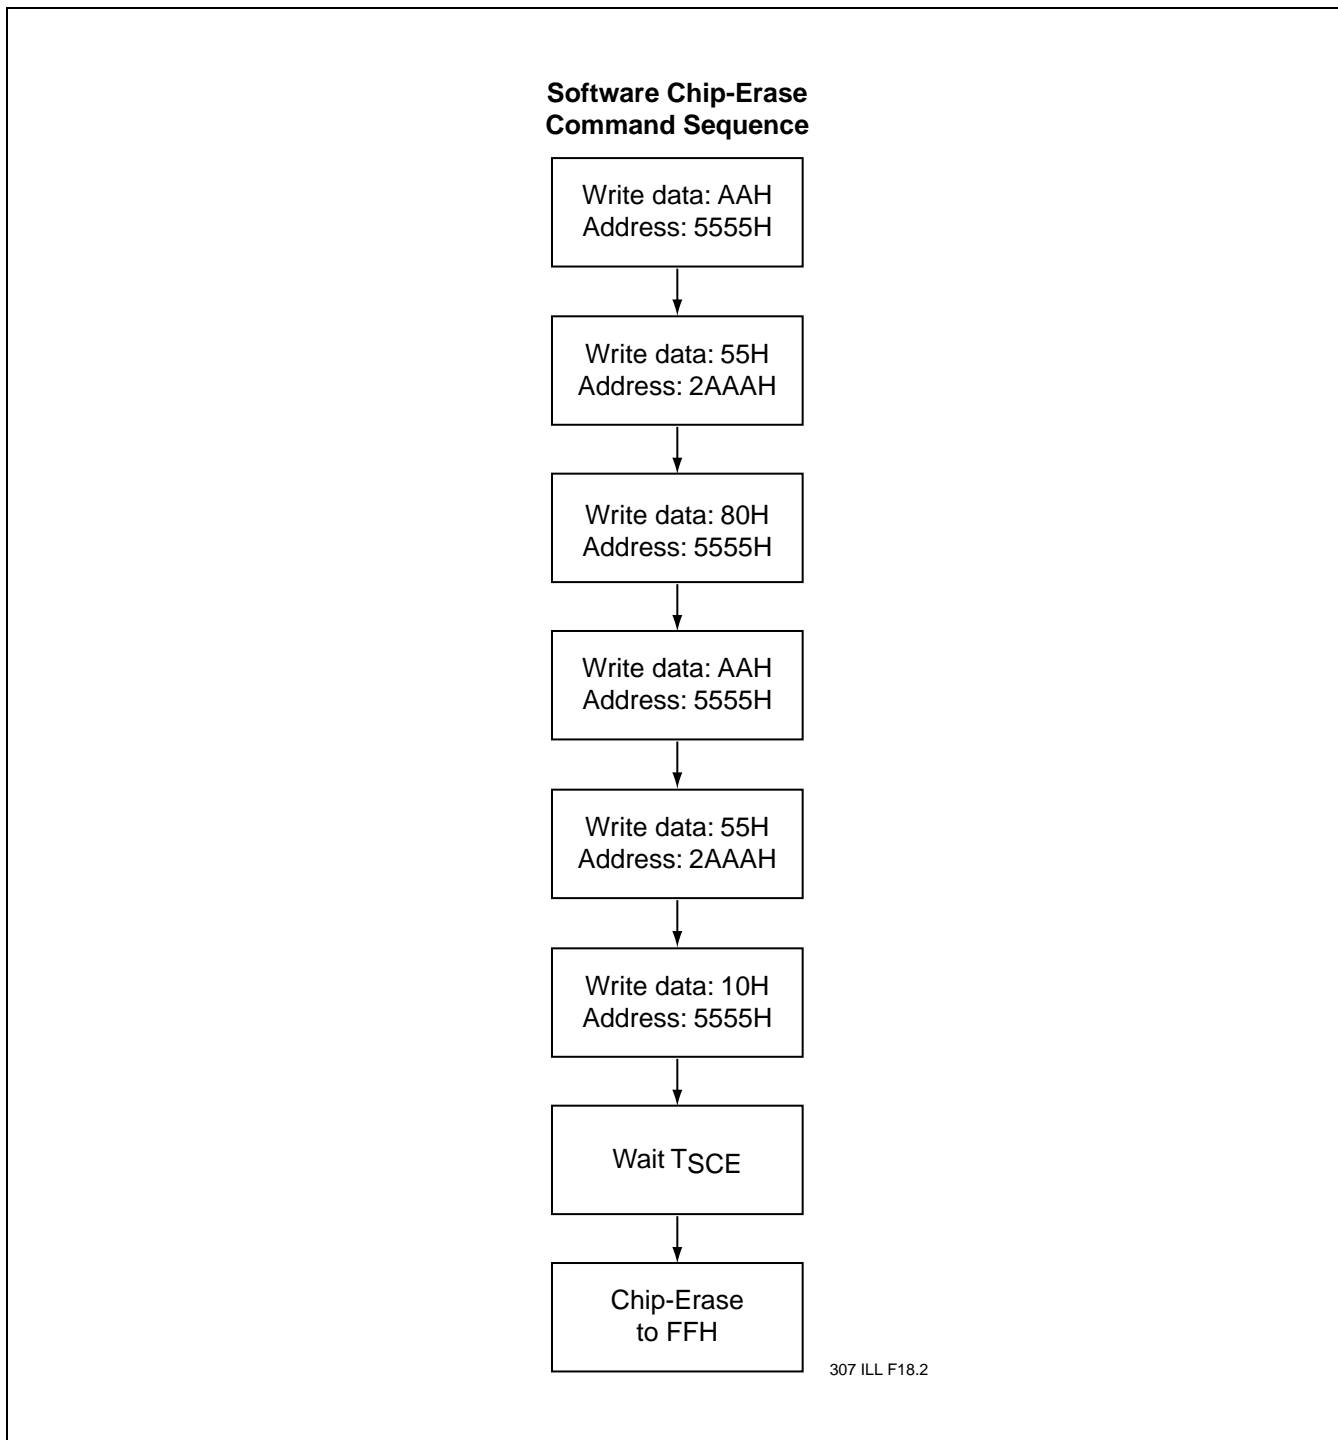 Software Chip-Erase
Command Sequence
Write data: AAH
Address: 5555H
Write data: 55H
Address: 2AAAH
Write data: 80H
Address: 5555H
Write data: AAH
Address: 5555H
Write data: 55H
Address: 2AAAH
Write data: 10H
Address: 5555H
Wait TSCE
Chip-Erase
to FFH
307 ILL F18.2